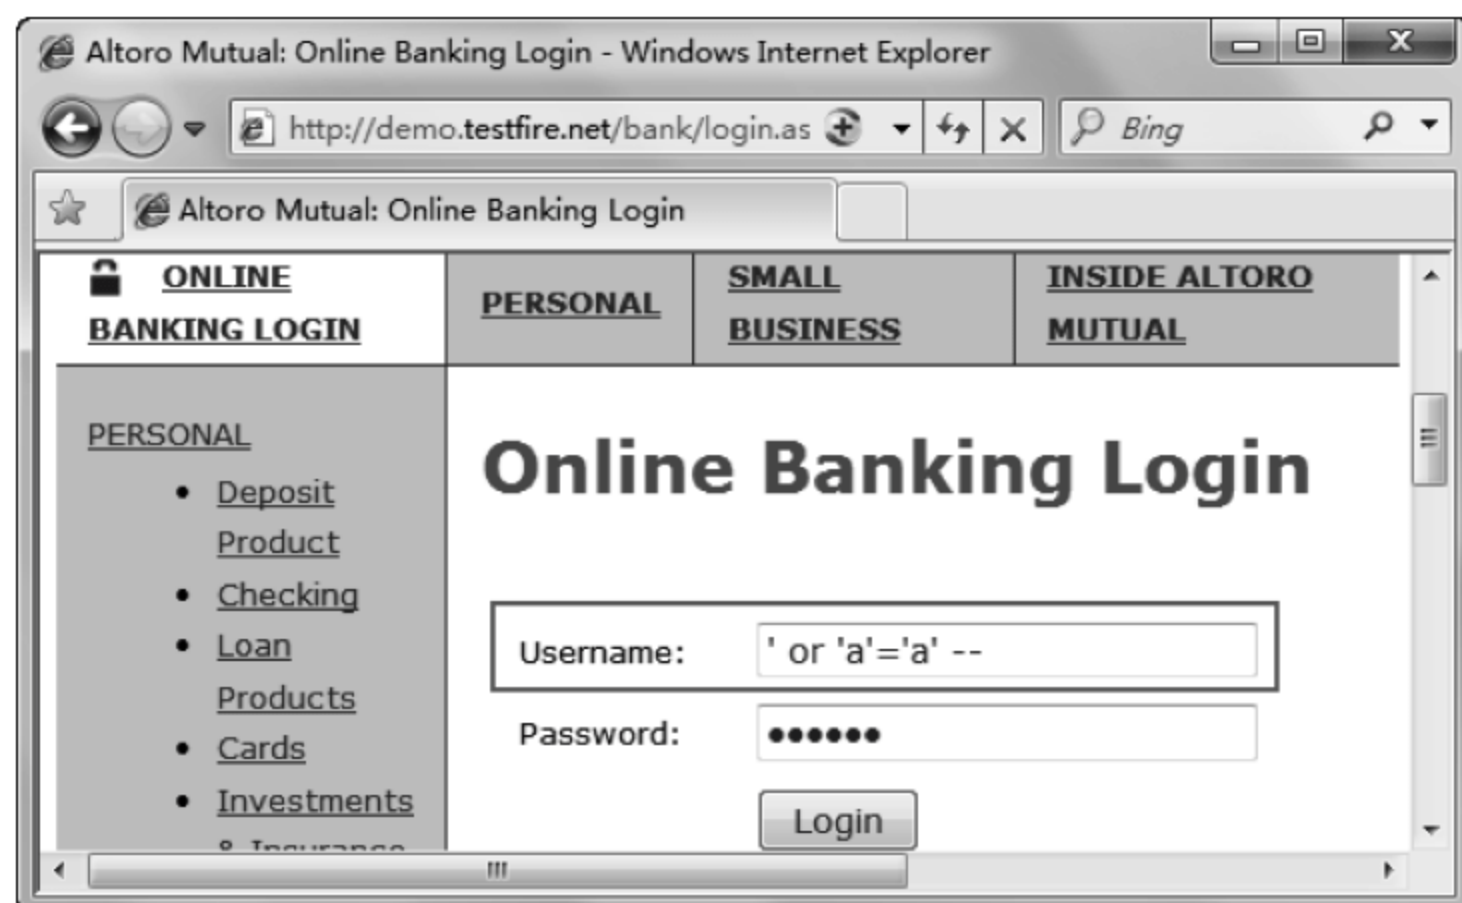 Altoro Mutual: Online Banking Login - Windows Internet Explorer
http://demo.testfire.net/bank/login.as
Bing
Altoro Mutual: Online Banking Login
ONLINE
BANKING LOGIN
PERSONAL
SMALL
BUSINESS
INSIDE ALTORO
MUTUAL
PERSONAL
• Deposit
Product
• Checking
• Loan
Products
• Cards
• Investments
& Insurance
Online Banking Login
Username: ' or 'a'='a' --
Password: ••••••
Login